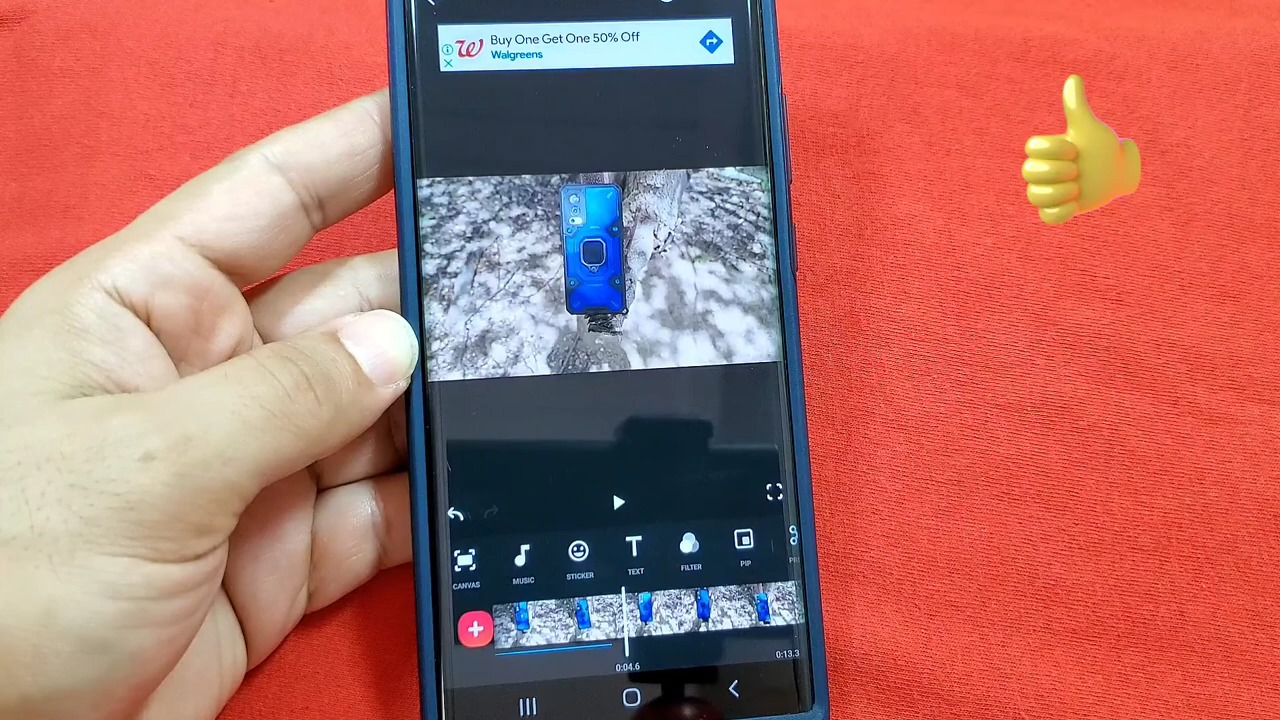 Buy One Get One 50% Off
Walgreens
CANVAS
MUSIC
STICKER
TEXT
FILTER
PIP
0:04.6
0:13.3